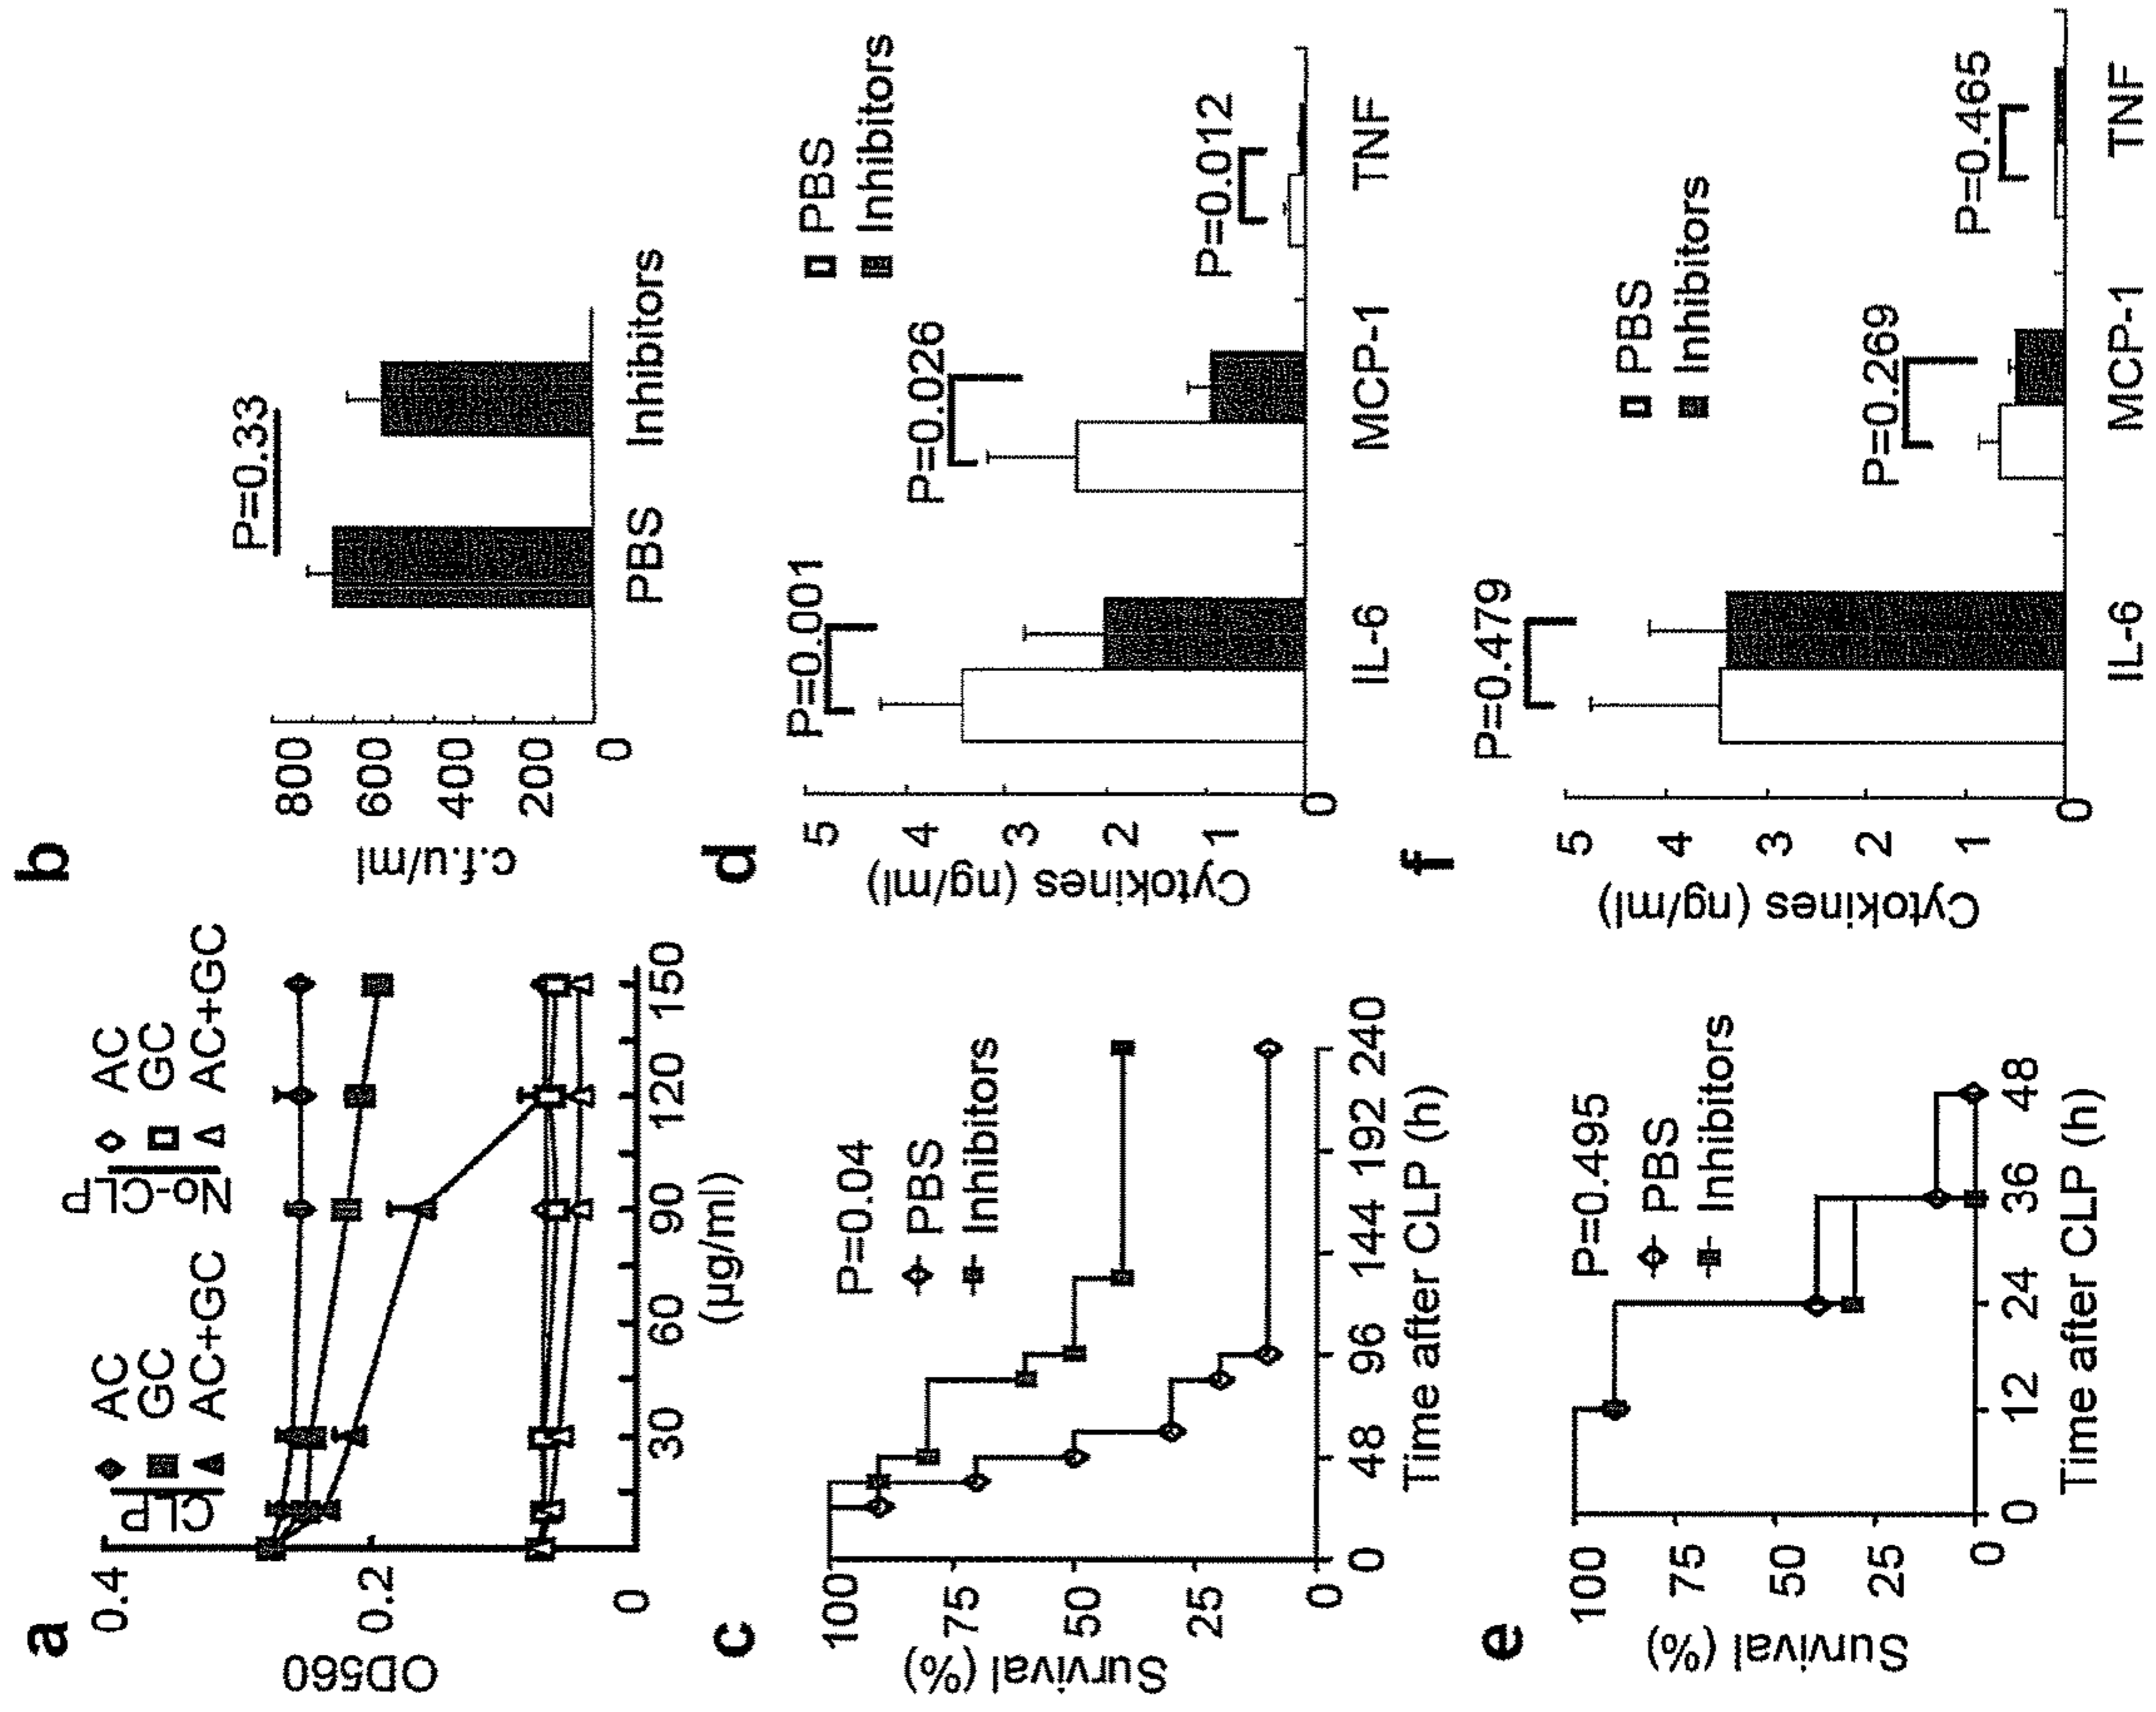 a
CLP
AC
GC
AC+GC
No-CLP
AC
GC
AC+GC
OD560
0.4
0.2
0
30 60 90 120 150
(μg/ml)
b
P=0.33
c.f.u/ml
800
600
400
200
0
PBS Inhibitors
c
P=0.04
PBS
Inhibitors
Survival (%)
100
75
50
25
0
0 48 96 144 192 240
Time after CLP (h)
d
PBS
Inhibitors
P=0.001
P=0.026
P=0.012
Cytokines (ng/ml)
5
4
3
2
1
0
IL-6 MCP-1 TNF
e
P=0.495
PBS
Inhibitors
Survival (%)
100
75
50
25
0
0 12 24 36 48
Time after CLP (h)
f
PBS
Inhibitors
P=0.479
P=0.269
P=0.465
Cytokines (ng/ml)
5
4
3
2
1
0
IL-6 MCP-1 TNF